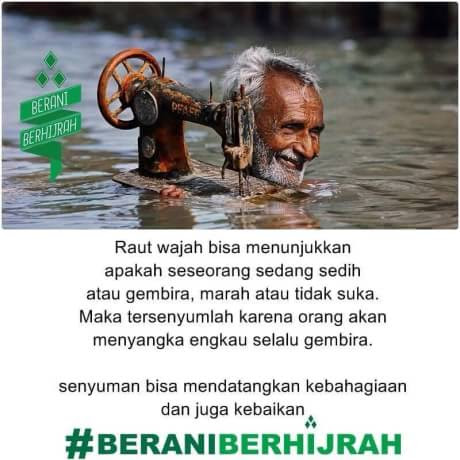 BERANI
BERHIJRAH
Raut wajah bisa menunjukkan
apakah seseorang sedang sedih
atau gembira, marah atau tidak suka.
Maka tersenyumlah karena orang akan
menyangka engkau selalu gembira.
senyuman bisa mendatangkan kebahagiaan
dan juga kebaikan
#BERANIBERHIJRAH